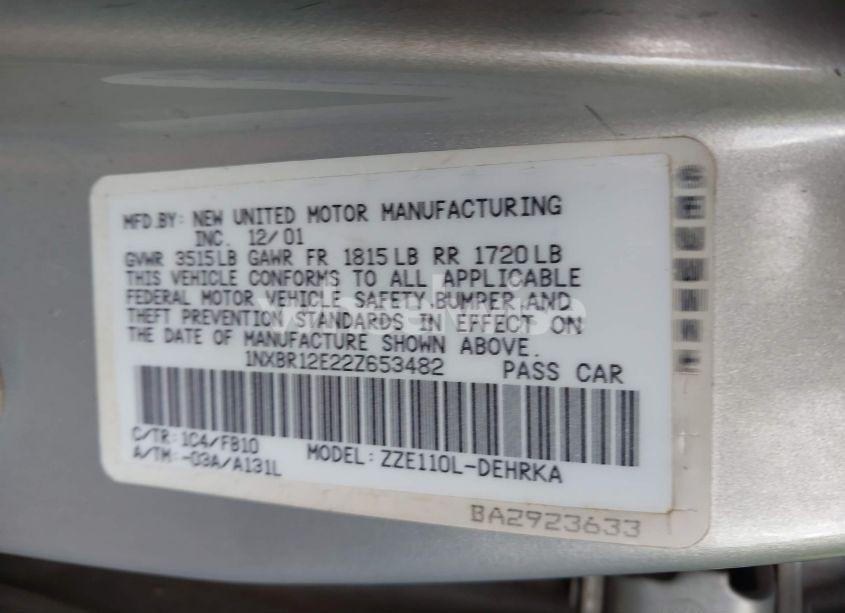 MFD.BY: NEW UNITED MOTOR MANUFACTURING
INC. 12/01
GVWR 3515LB GAWR FR 1815LB RR 1720LB
THIS VEHICLE CONFORMS TO ALL APPLICABLE
FEDERAL MOTOR VEHICLE SAFETY,BUMPER,AND
THEFT PREVENTION STANDARDS IN EFFECT ON
THE DATE OF MANUFACTURE SHOWN ABOVE.
1NXBR12E22Z653482 PASS CAR
C/TR:1C4/FB10
A/TM:-03A/A131L MODEL:ZZE110L-DEHRKA
BA2923633